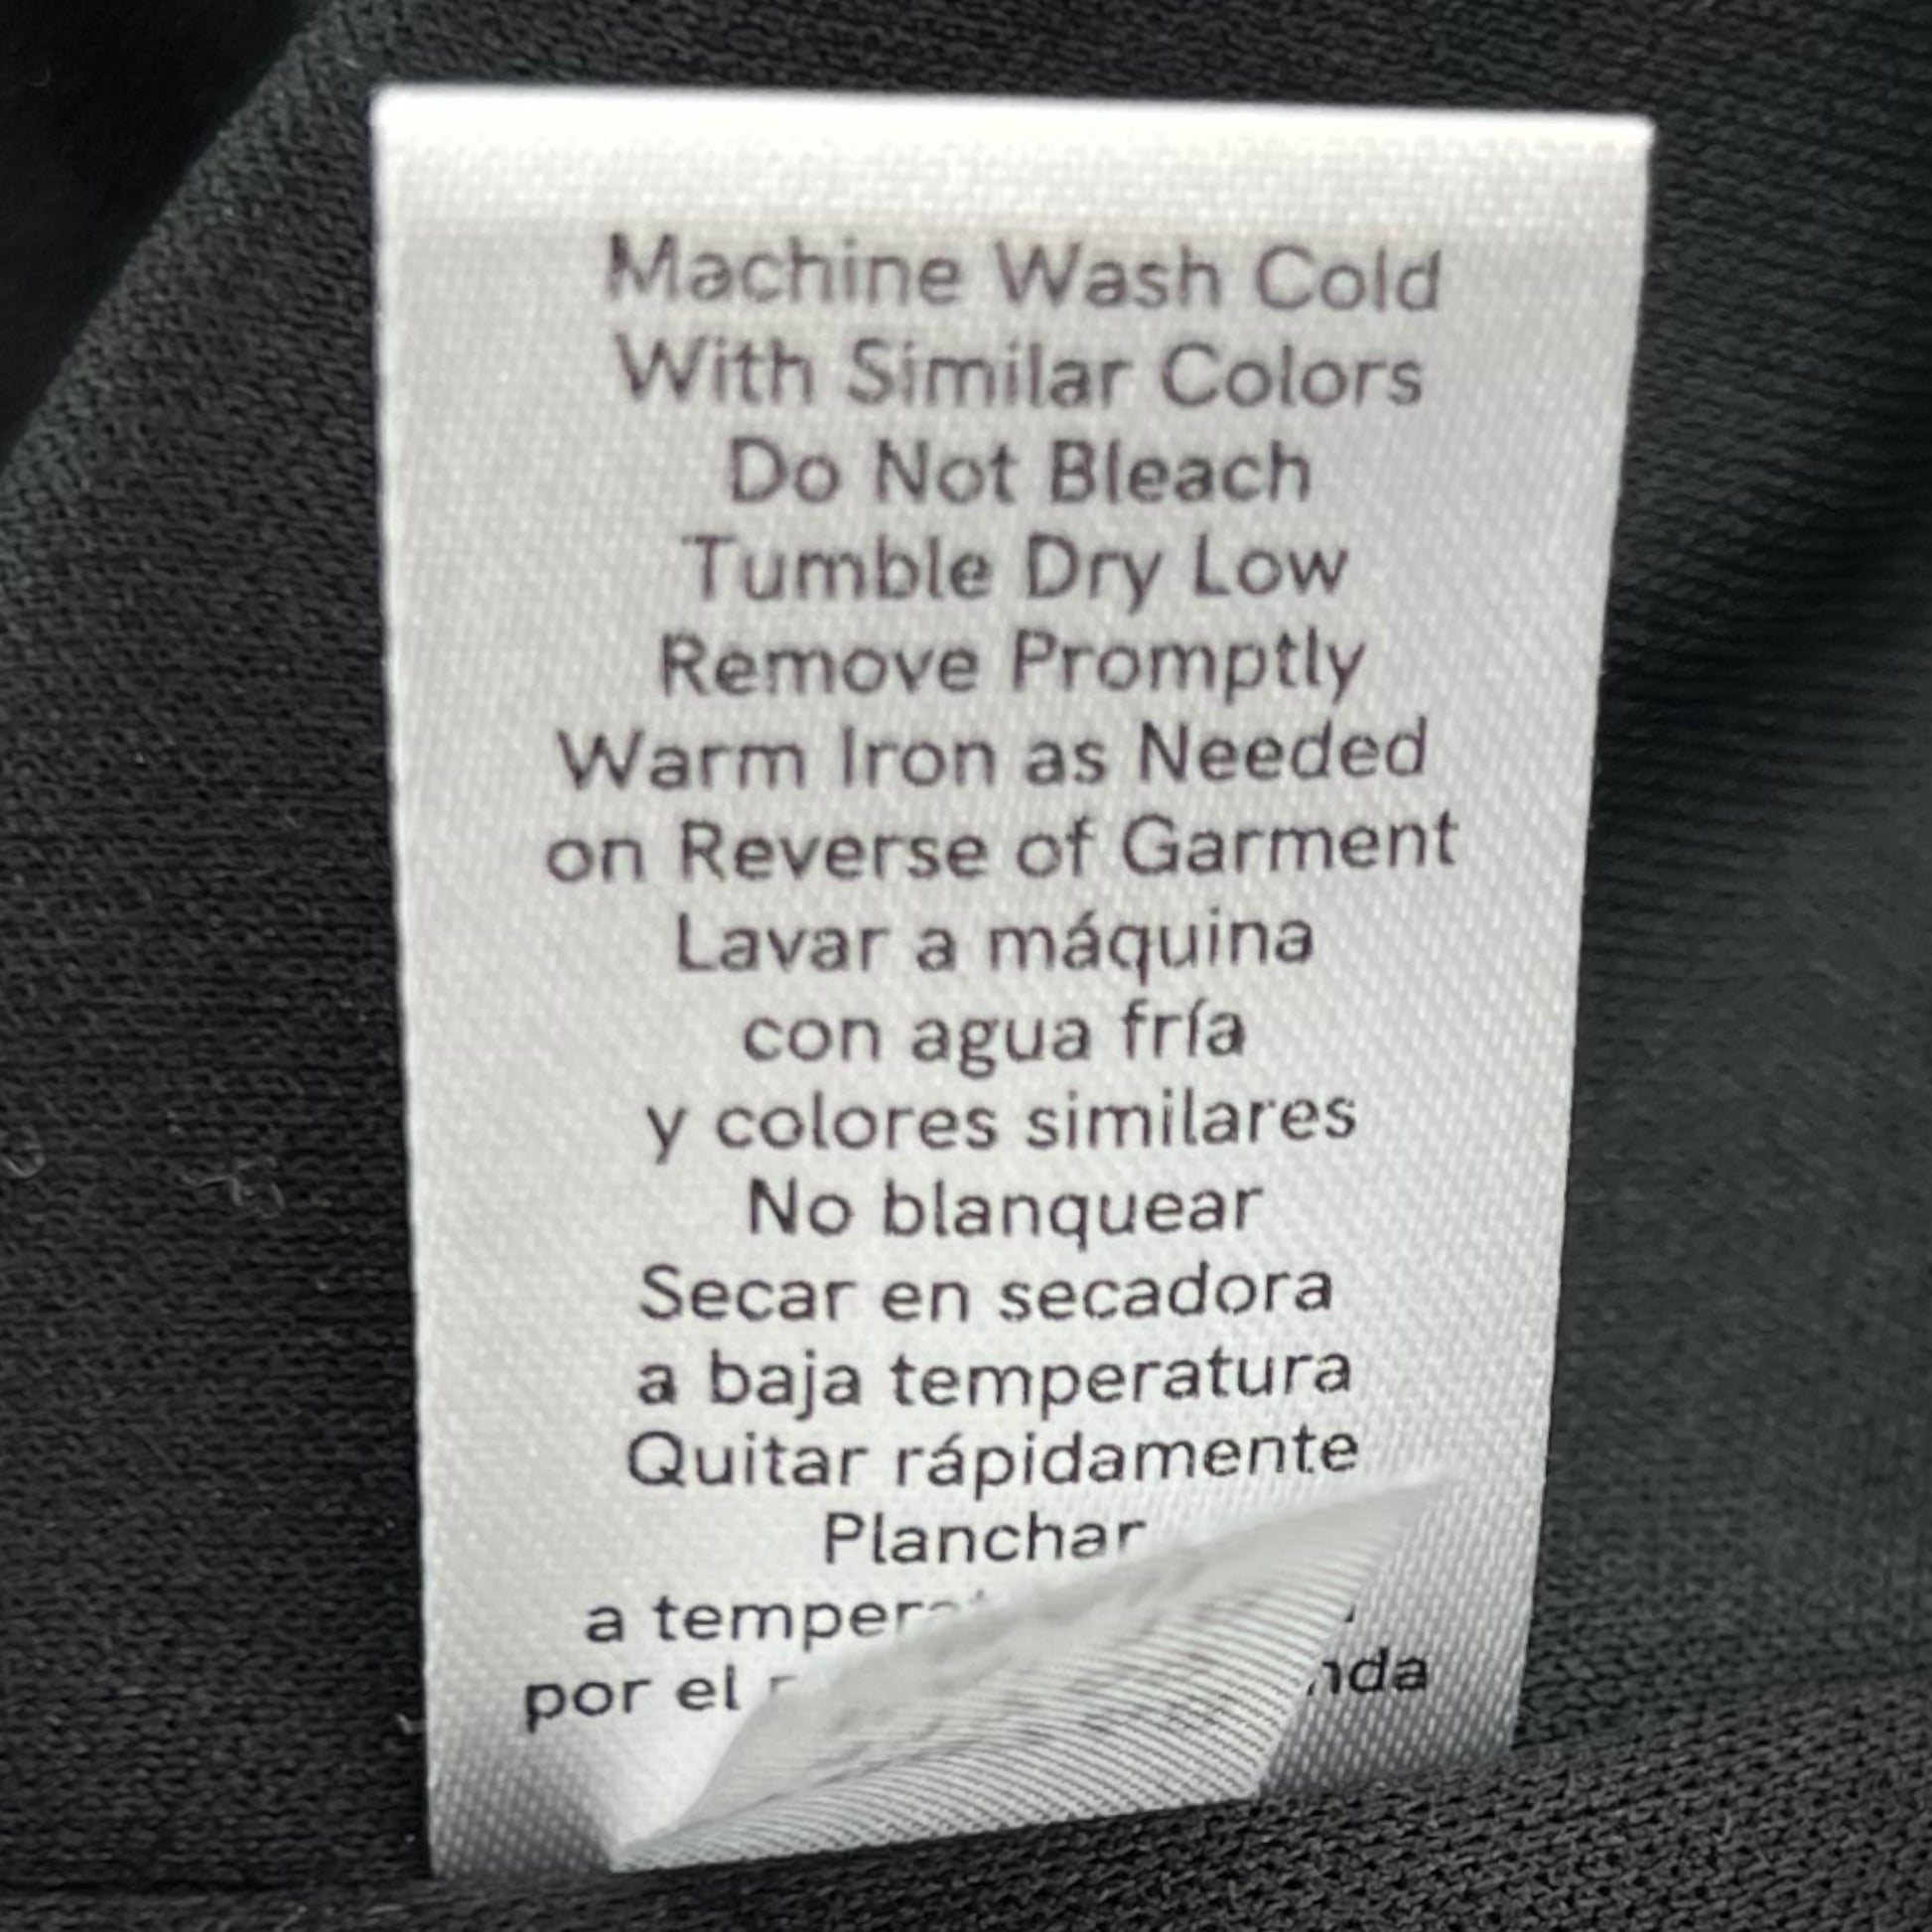 Machine Wash Cold
With Similar Colors
Do Not Bleach
Tumble Dry Low
Remove Promptly
Warm Iron as Needed
on Reverse of Garment
Lavar a máquina
con agua fría
y colores similares
No blanquear
Secar en secadora
a baja temperatura
Quitar rápidamente
Planchar
a
por el